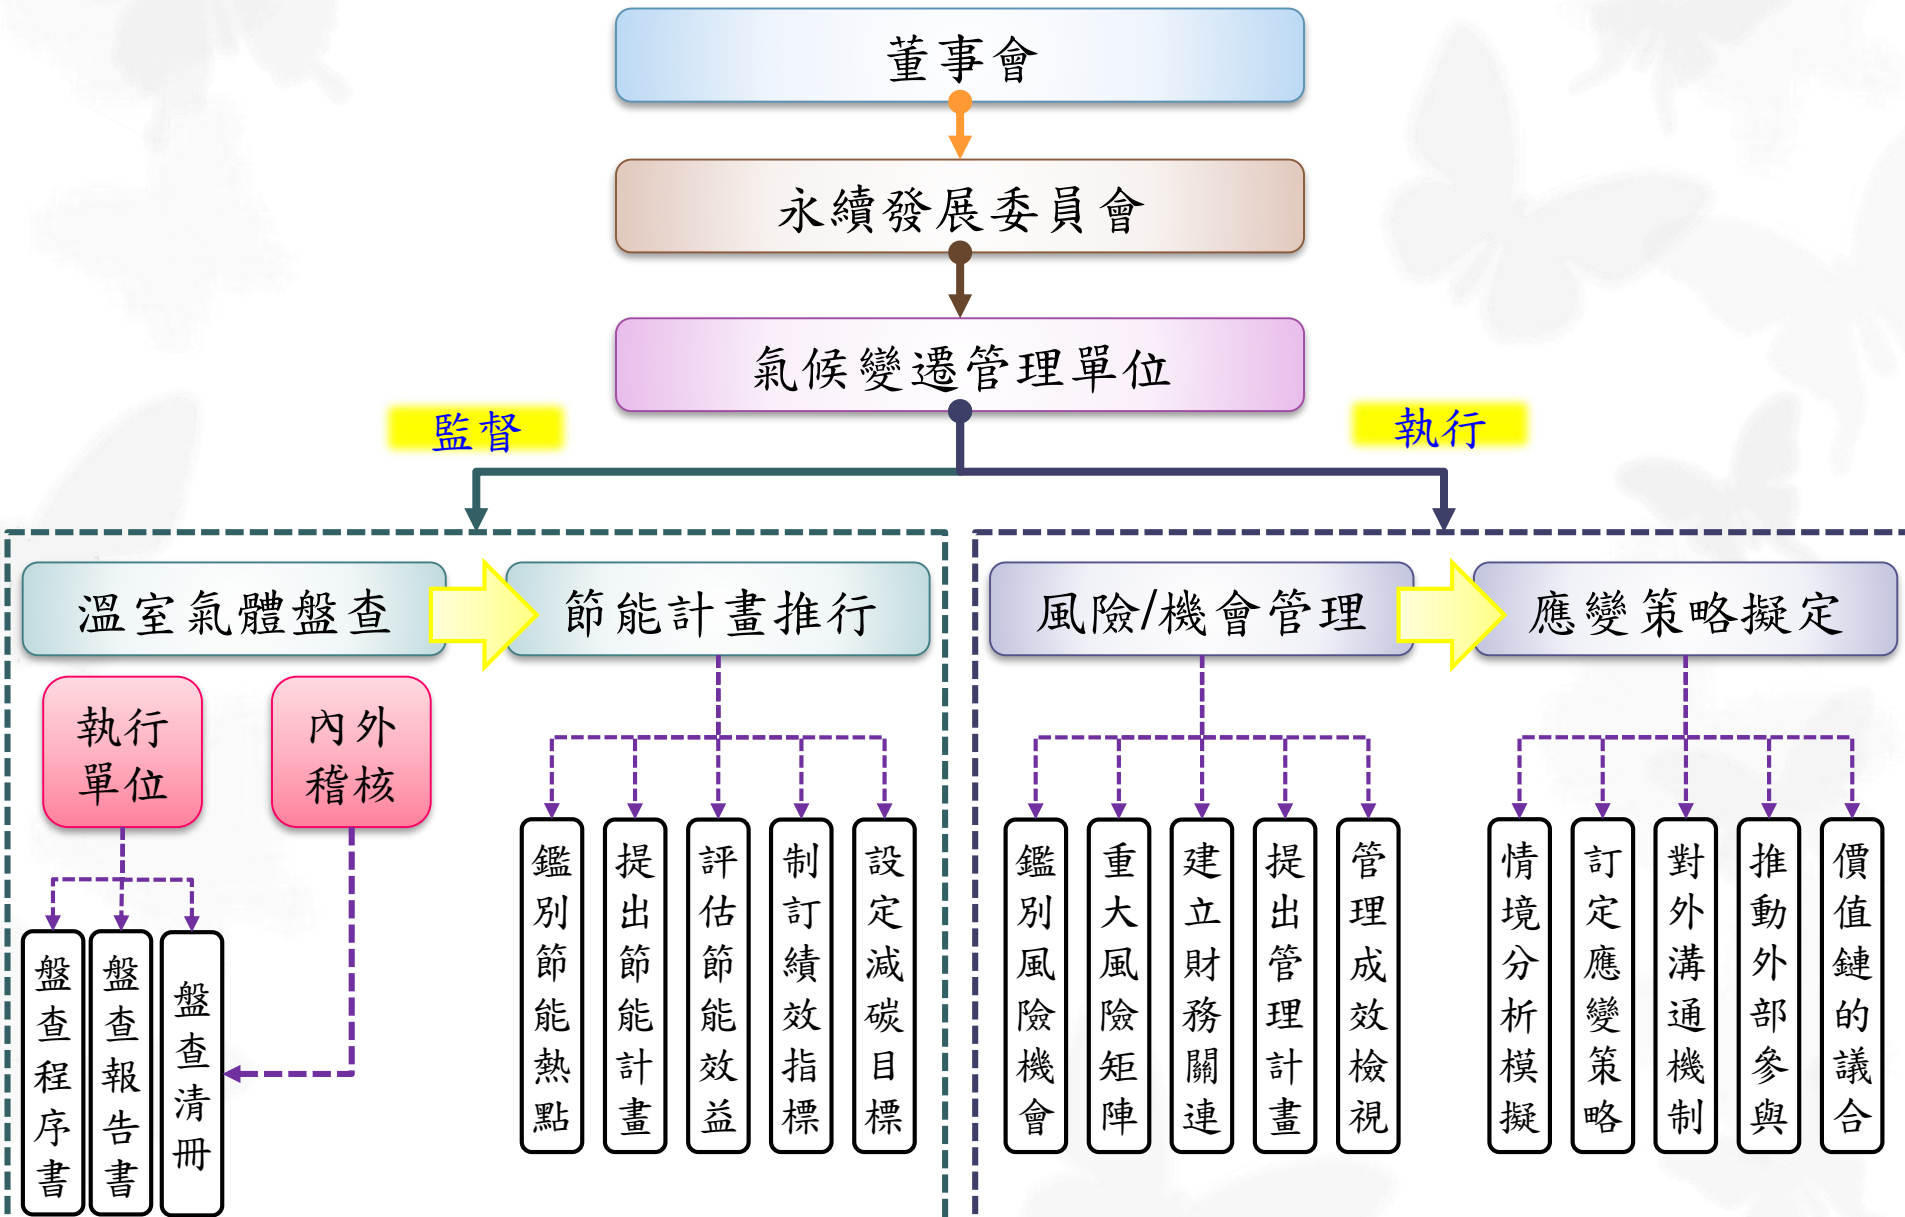 董事會
永續發展委員會
氣候變遷管理單位
監督
執行
溫室氣體盤查
節能計畫推行
風險/機會管理
應變策略擬定
執行
單位
內外
稽核
盤查程序書
盤查報告書
盤查清冊
鑑別節能熱點
提出節能計畫
評估節能效益
制訂績效指標
設定減碳目標
鑑別風險機會
重大風險矩陣
建立財務關連
提出管理計畫
管理成效檢視
情境分析模擬
訂定應變策略
對外溝通機制
推動外部參與
價值鏈的議合